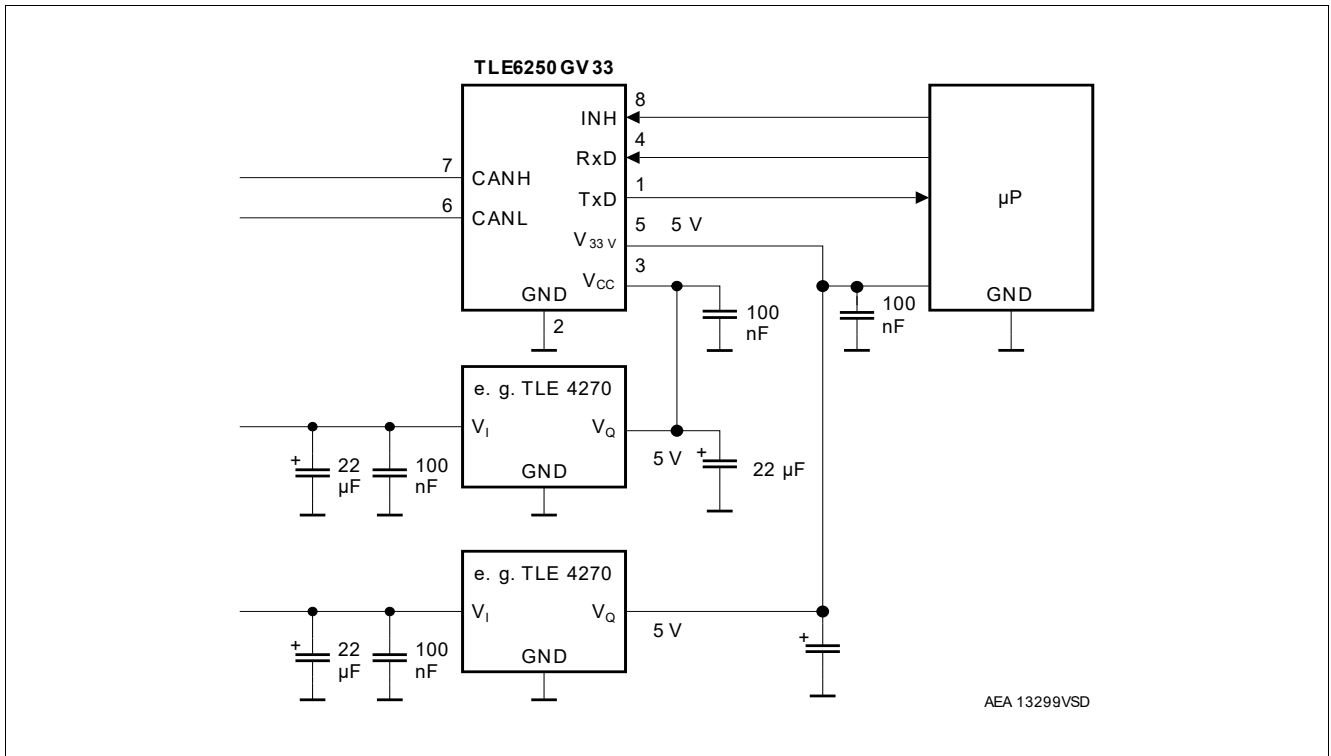 TLE6250 GV33
8
INH
4
RxD
7
1
CANH
TxD
µP
6
CANL
5 5 V
V33 V
3
VCC
GND
GND
2
100
nF
100
nF
e. g. TLE 4270
VI
VQ
22
µF
100
nF
5 V
22 µF
GND
e. g. TLE 4270
VI
VQ
22
µF
100
nF
5 V
GND
AEA 13299VSD
+
+
+
+